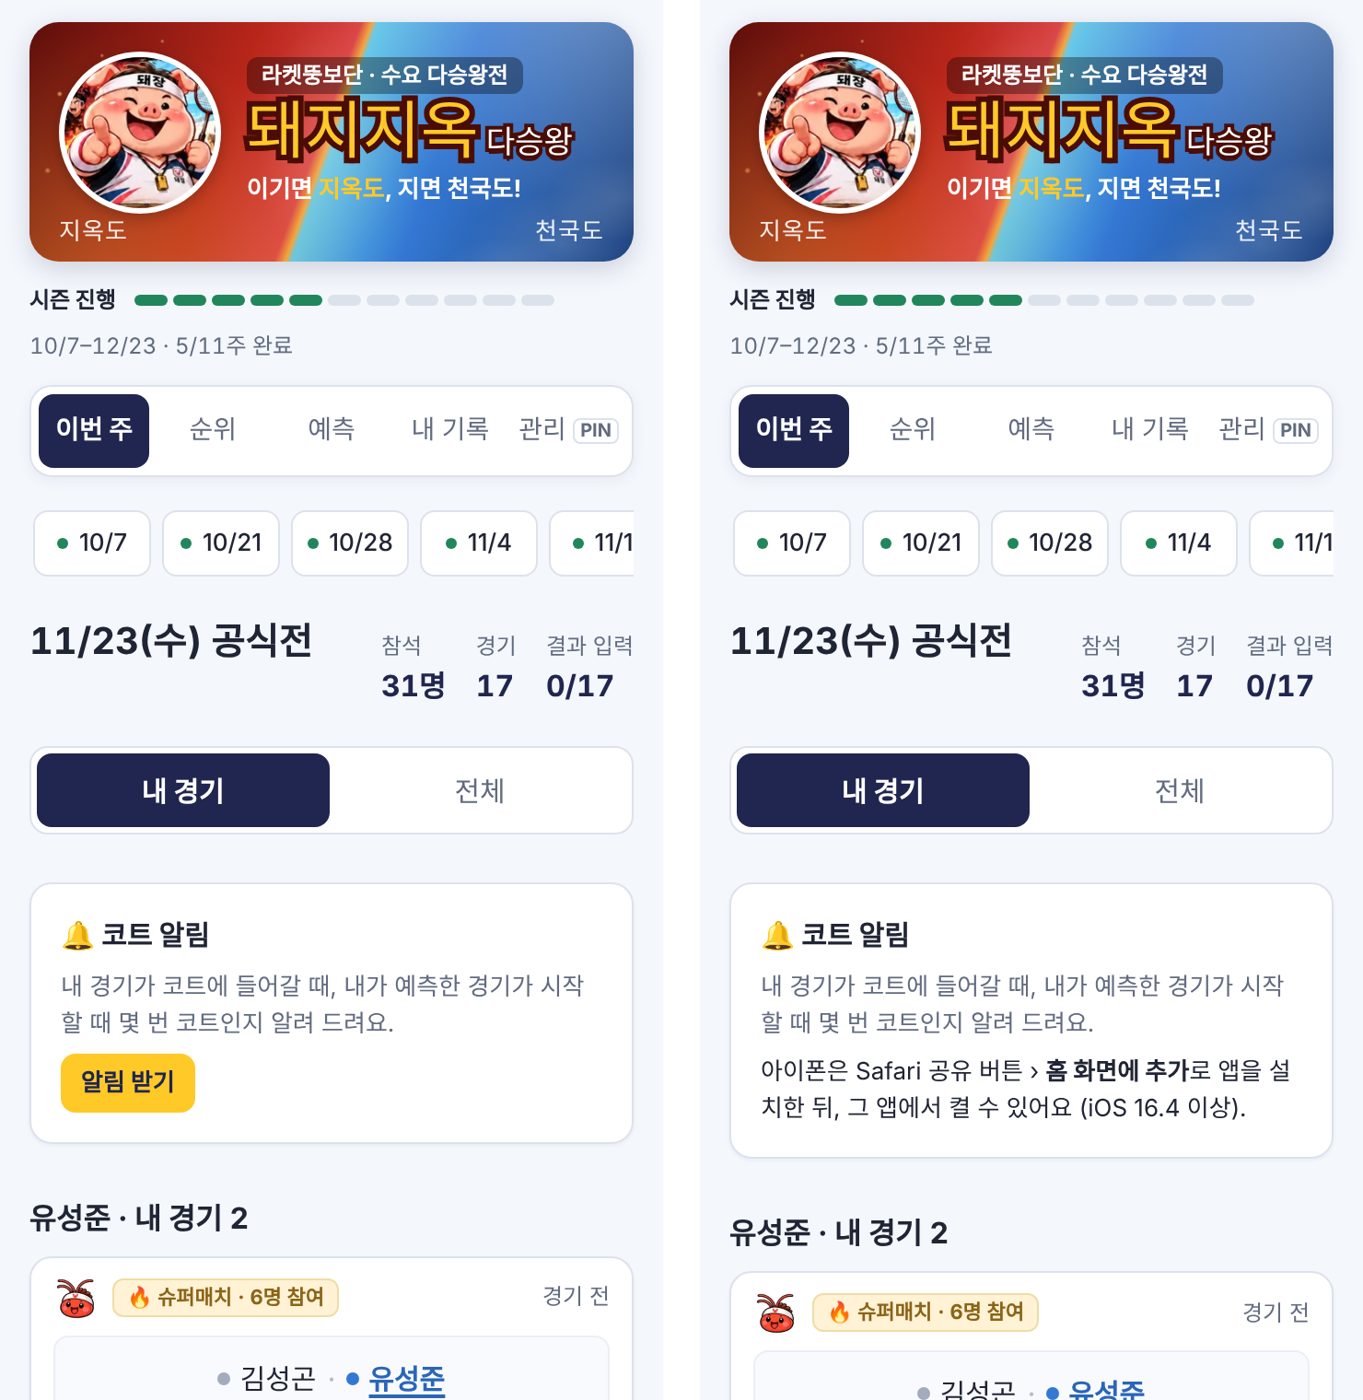 돼장
라켓뚱보단 · 수요 다승왕전
돼지지옥 다승왕
이기면 지옥도, 지면 천국도!
지옥도
천국도
시즌 진행
10/7–12/23 · 5/11주 완료
이번 주
순위
예측
내 기록
관리 PIN
10/7
10/21
10/28
11/4
11/1
11/23(수) 공식전
참석
경기
결과 입력
31명
17
0/17
내 경기
전체
🔔 코트 알림
내 경기가 코트에 들어갈 때, 내가 예측한 경기가 시작
할 때 몇 번 코트인지 알려 드려요.
알림 받기
유성준 · 내 경기 2
🔥 슈퍼매치 · 6명 참여
경기 전
김성곤 · 유성준
돼장
라켓뚱보단 · 수요 다승왕전
돼지지옥 다승왕
이기면 지옥도, 지면 천국도!
지옥도
천국도
시즌 진행
10/7–12/23 · 5/11주 완료
이번 주
순위
예측
내 기록
관리 PIN
10/7
10/21
10/28
11/4
11/1
11/23(수) 공식전
참석
경기
결과 입력
31명
17
0/17
내 경기
전체
🔔 코트 알림
내 경기가 코트에 들어갈 때, 내가 예측한 경기가 시작
할 때 몇 번 코트인지 알려 드려요.
아이폰은 Safari 공유 버튼 › 홈 화면에 추가로 앱을 설
치한 뒤, 그 앱에서 켤 수 있어요 (iOS 16.4 이상).
유성준 · 내 경기 2
🔥 슈퍼매치 · 6명 참여
경기 전
김성곤 · 유성준